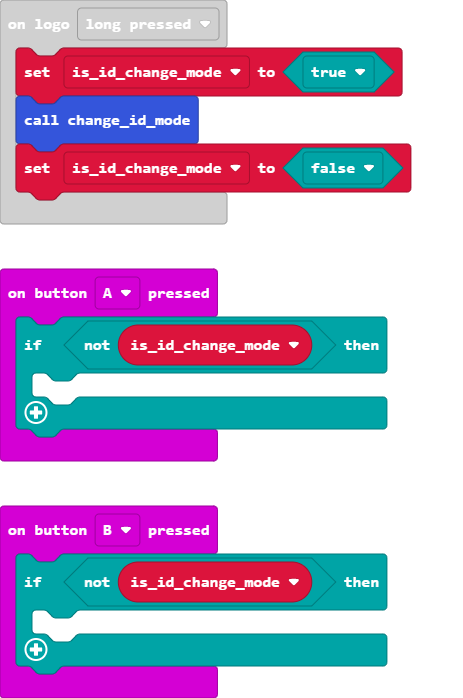 on logo long pressed
set is_id_change_mode to true
call change_id_mode
set is_id_change_mode to false
on button A pressed
if not is_id_change_mode then
on button B pressed
if not is_id_change_mode then